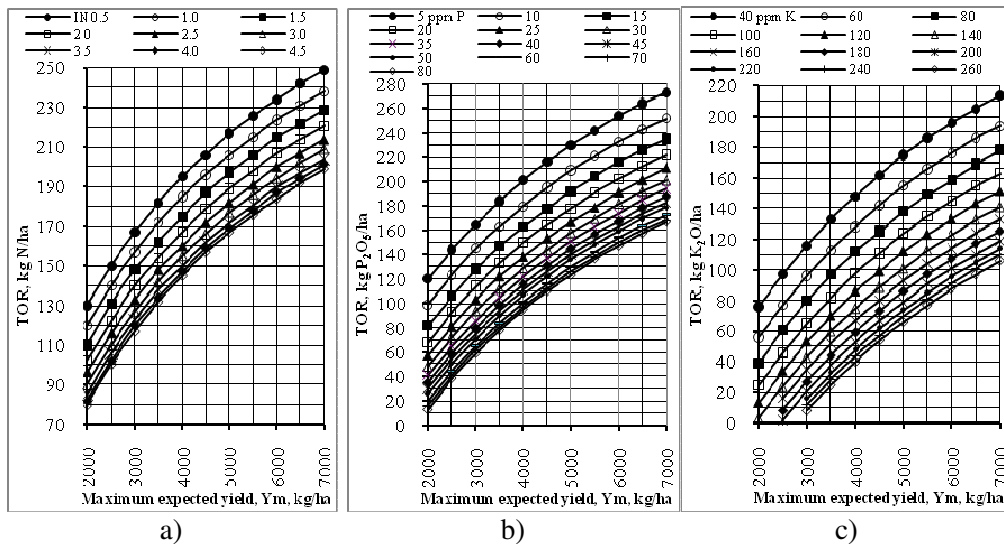 IN 0.5 1.0 1.5
2.0 2.5 3.0
3.5 4.0 4.5
TOR, kg N/ha
250
230
210
190
170
150
130
110
90
70
2000 3000 4000 5000 6000 7000
Maximum expected yield, Ym, kg/ha
a)
5 ppm P 10 15
20 25 30
35 40 45
50 60 70
80
TOR, kg P2O5/ha
280
260
240
220
200
180
160
140
120
100
80
60
40
20
0
2000 3000 4000 5000 6000 7000
Maximum expected yield, Ym, kg/ha
b)
40 ppm K 60 80
100 120 140
160 180 200
220 240 260
TOR, kg K2O/ha
220
200
180
160
140
120
100
80
60
40
20
0
2000 3000 4000 5000 6000 7000
Maximum expected yield, Ym, kg/ha
c)